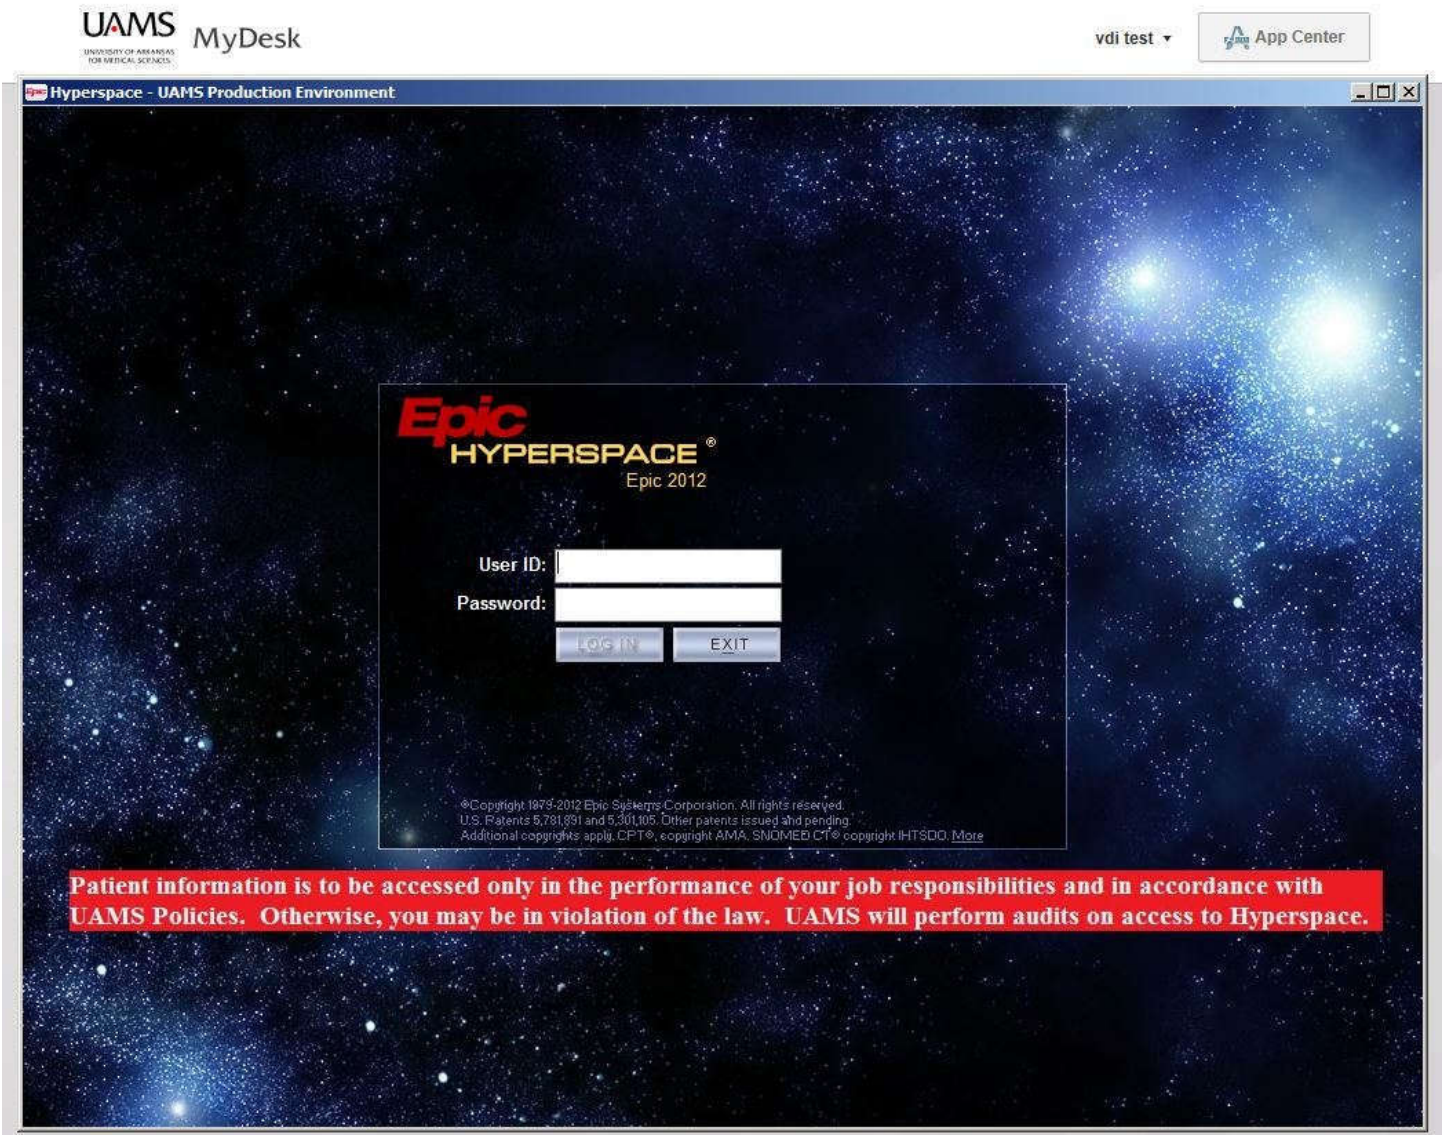 UAMS
UNIVERSITY OF ARKANSAS
FOR MEDICAL SCIENCES
MyDesk
vdi test
App Center
Epic Hyperspace - UAMS Production Environment
Epic
HYPERSPACE®
Epic 2012
User ID:
Password:
LOG IN
EXIT
©Copyright 1979-2012 Epic Systems Corporation. All rights reserved.
U.S. Patents 5,781,891 and 5,301,105. Other patents issued and pending.
Additional copyrights apply. CPT®, copyright AMA. SNOMED CT® copyright IHTSDO. More
Patient information is to be accessed only in the performance of your job responsibilities and in accordance with
UAMS Policies.  Otherwise, you may be in violation of the law.  UAMS will perform audits on access to Hyperspace.